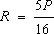 R = 5P/16